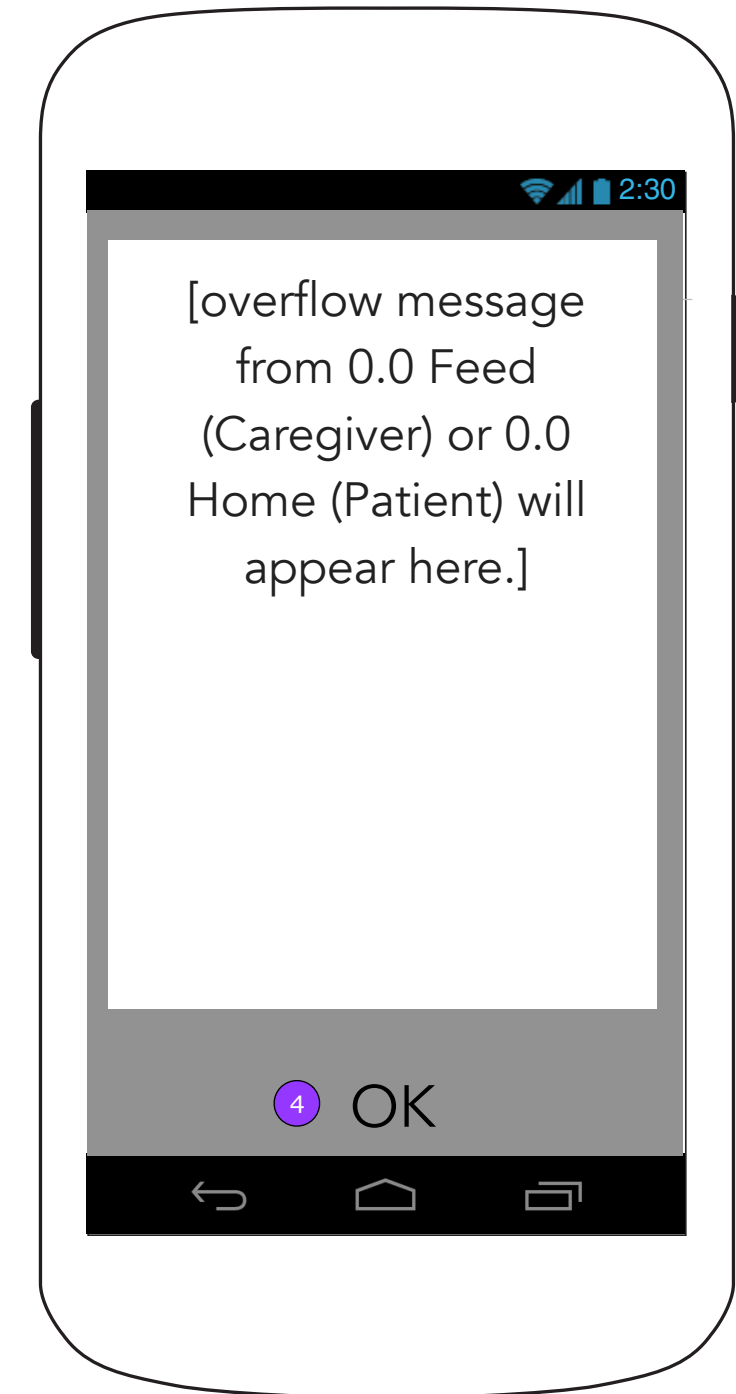 2:30
[overflow message
from 0.0 Feed
(Caregiver) or 0.0
Home (Patient) will
appear here.]
4 OK